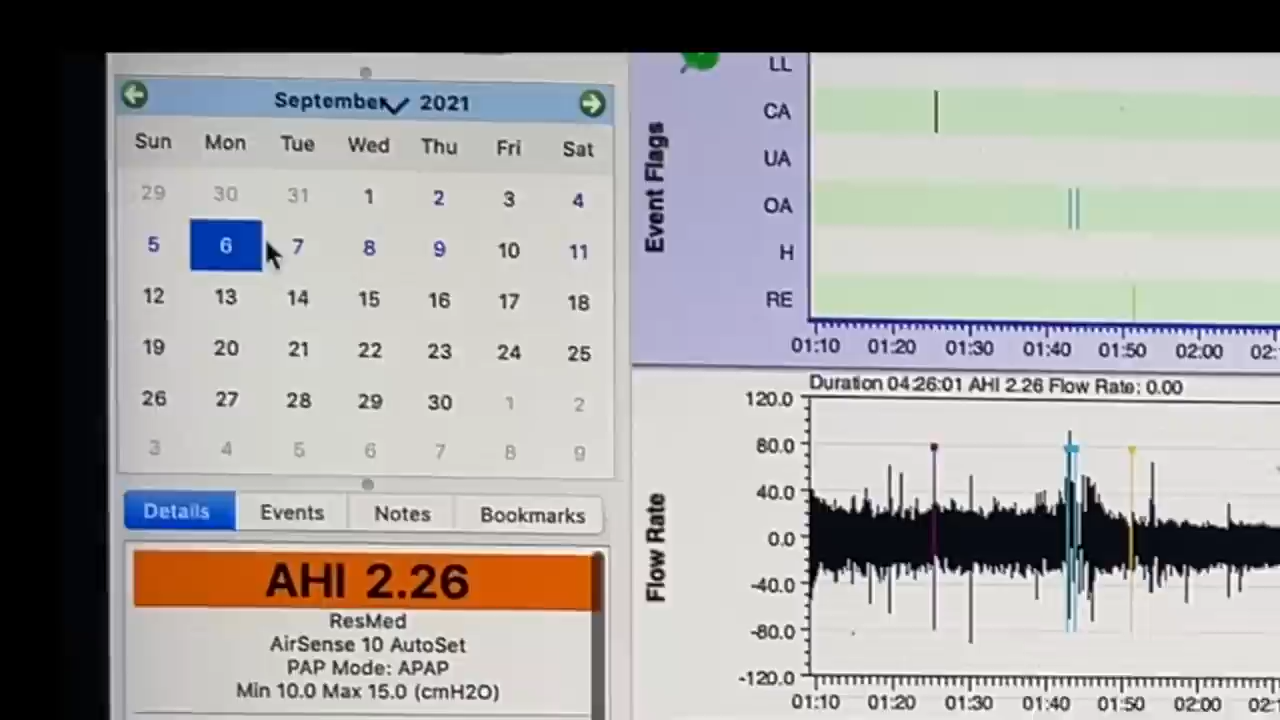 September 2021
Sun Mon Tue Wed Thu Fri Sat
29 30 31 1 2 3 4
5 6 7 8 9 10 11
12 13 14 15 16 17 18
19 20 21 22 23 24 25
26 27 28 29 30 1 2
3 4 5 6 7 8 9
Details Events Notes Bookmarks
AHI 2.26
ResMed
AirSense 10 AutoSet
PAP Mode: APAP
Min 10.0 Max 15.0 (cmH2O)
Event Flags
LL
CA
UA
OA
H
RE
01:10 01:20 01:30 01:40 01:50 02:00 02:1
Duration 04:26:01 AHI 2.26 Flow Rate: 0.00
Flow Rate
120.0
80.0
40.0
0.0
-40.0
-80.0
-120.0
01:10 01:20 01:30 01:40 01:50 02:00 02:1